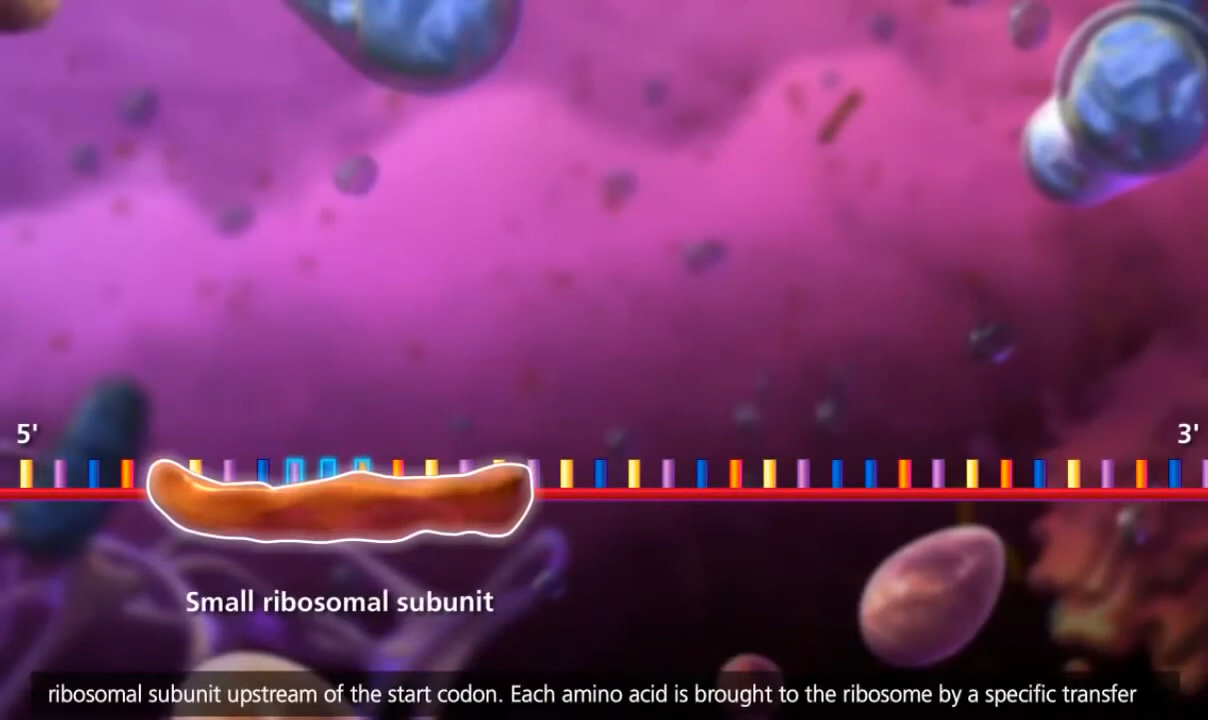 5' 3'
Small ribosomal subunit
ribosomal subunit upstream of the start codon. Each amino acid is brought to the ribosome by a specific transfer